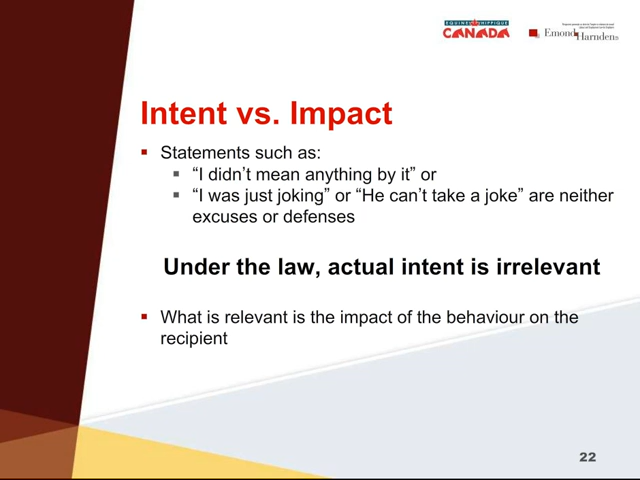 EQUINE HIPPIQUE
CANADA
Emond Harnden
Intent vs. Impact
Statements such as:
“I didn’t mean anything by it” or
“I was just joking” or “He can’t take a joke” are neither
excuses or defenses
Under the law, actual intent is irrelevant
What is relevant is the impact of the behaviour on the
recipient
22